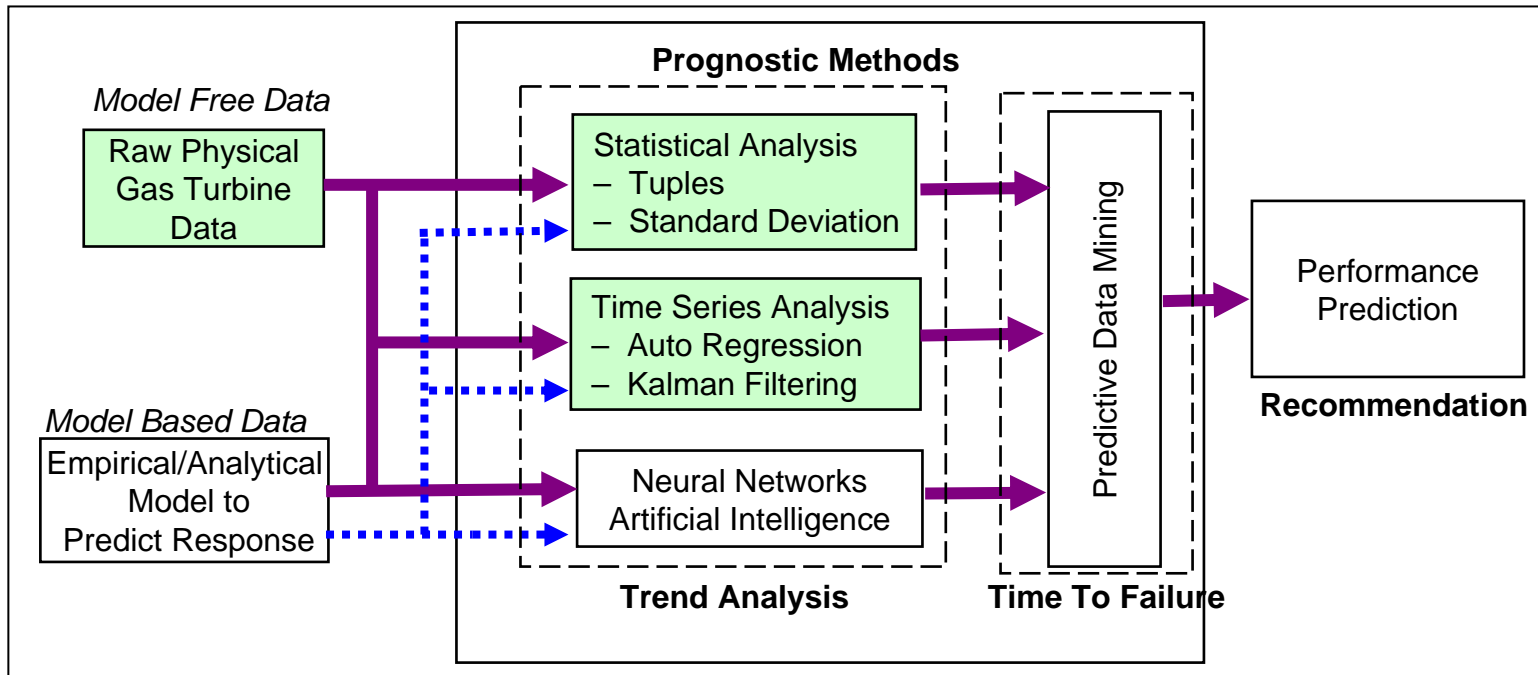 Prognostic Methods
Model Free Data
Raw Physical
Gas Turbine
Data
Model Based Data
Empirical/Analytical
Model to
Predict Response
Statistical Analysis
– Tuples
– Standard Deviation
Time Series Analysis
– Auto Regression
– Kalman Filtering
Neural Networks
Artificial Intelligence
Trend Analysis
Predictive Data Mining
Time To Failure
Performance
Prediction
Recommendation